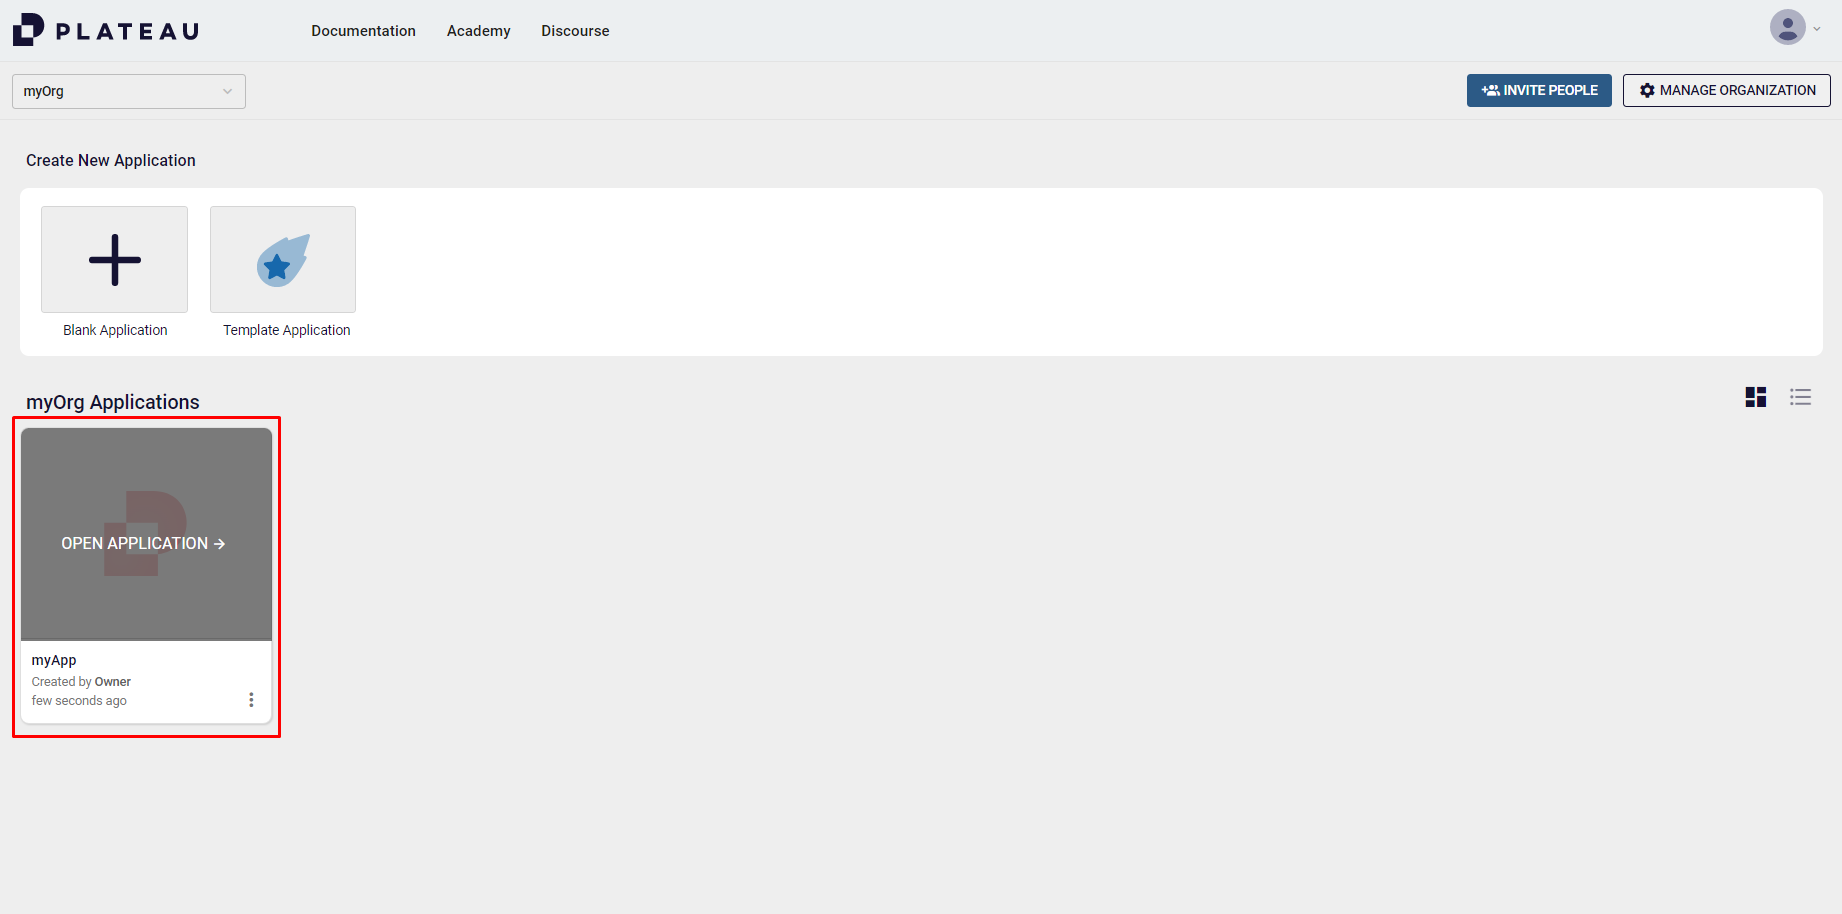 PLATEAU
Documentation Academy Discourse
myOrg
INVITE PEOPLE
MANAGE ORGANIZATION
Create New Application
Blank Application
Template Application
myOrg Applications
OPEN APPLICATION →
myApp
Created by Owner
few seconds ago